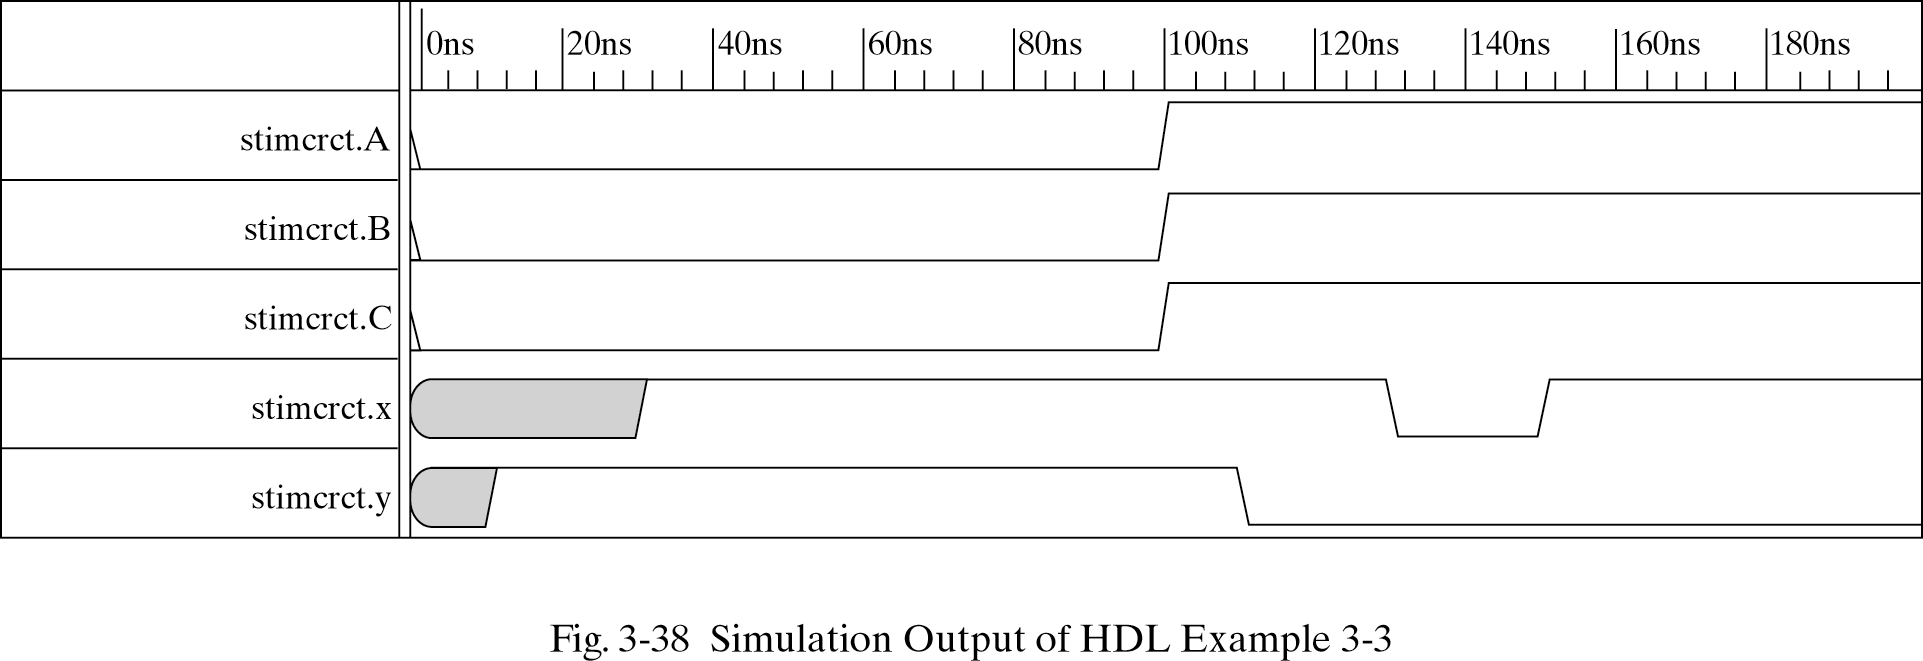 0ns 20ns 40ns 60ns 80ns 100ns 120ns 140ns 160ns 180ns
stimcrct.A
stimcrct.B
stimcrct.C
stimcrct.x
stimcrct.y
Fig. 3-38 Simulation Output of HDL Example 3-3